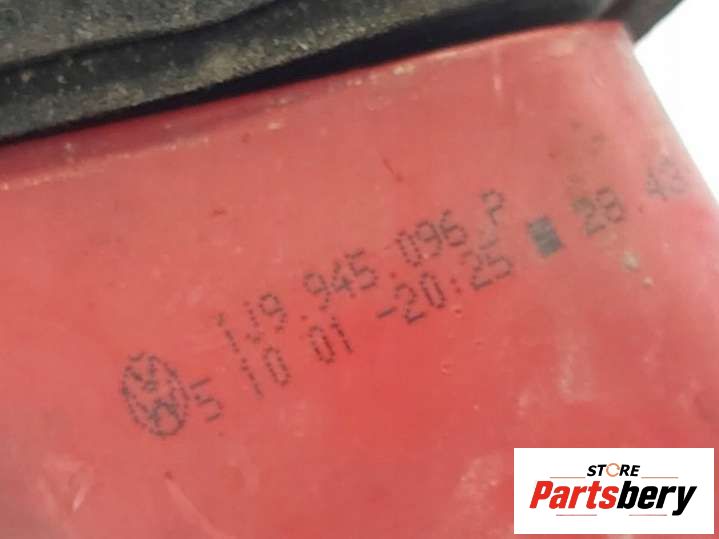 1J9.945.096 P
5 10 01 -20:25 ■ 28 43
STORE
Partsbery